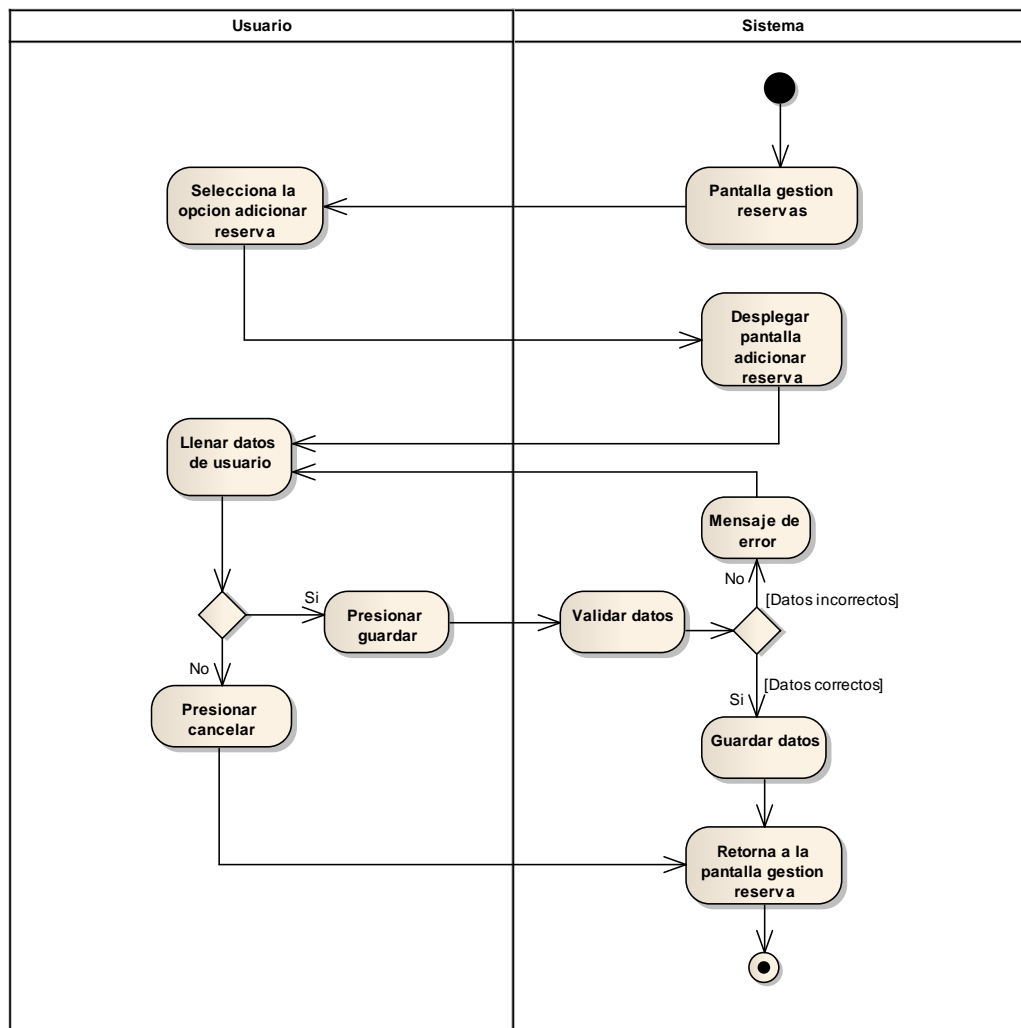 Usuario
Sistema
Selecciona la
opcion adicionar
reserva
Pantalla gestion
reservas
Desplegar
pantalla
adicionar
reserva
Llenar datos
de usuario
Mensaje de
error
No
[Datos incorrectos]
Si
Presionar
guardar
Validar datos
No
[Datos correctos]
Si
Presionar
cancelar
Guardar datos
Retorna a la
pantalla gestion
reserva